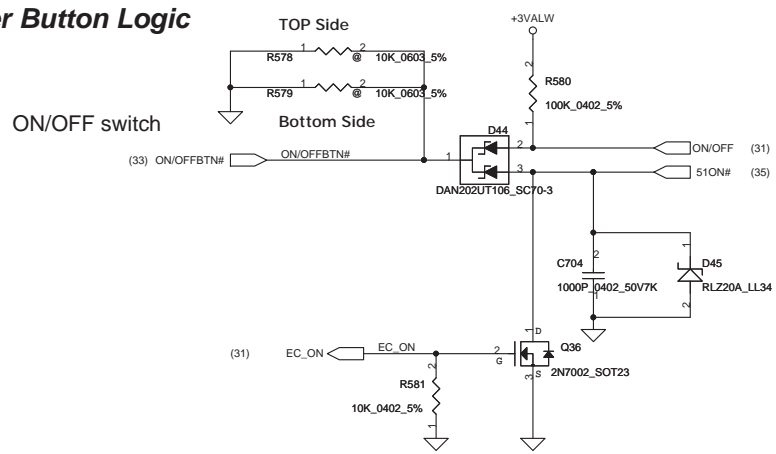 er Button Logic
TOP Side
+3VALW
R578 1 2 @ 10K_0603_5%
R579 1 2 @ 10K_0603_5%
2 R580
100K_0402_5%
1
ON/OFF switch
Bottom Side
D44
(33) ON/OFFBTN# ON/OFFBTN# 1
2 ON/OFF (31)
3 51ON# (35)
DAN202UT106_SC70-3
C704 2
1000P_0402_50V7K
1
1 D45
RLZ20A_LL34
2
(31) EC_ON EC_ON 2 G
1 D
Q36
3 S
2N7002_SOT23
2
R581
10K_0402_5%
1